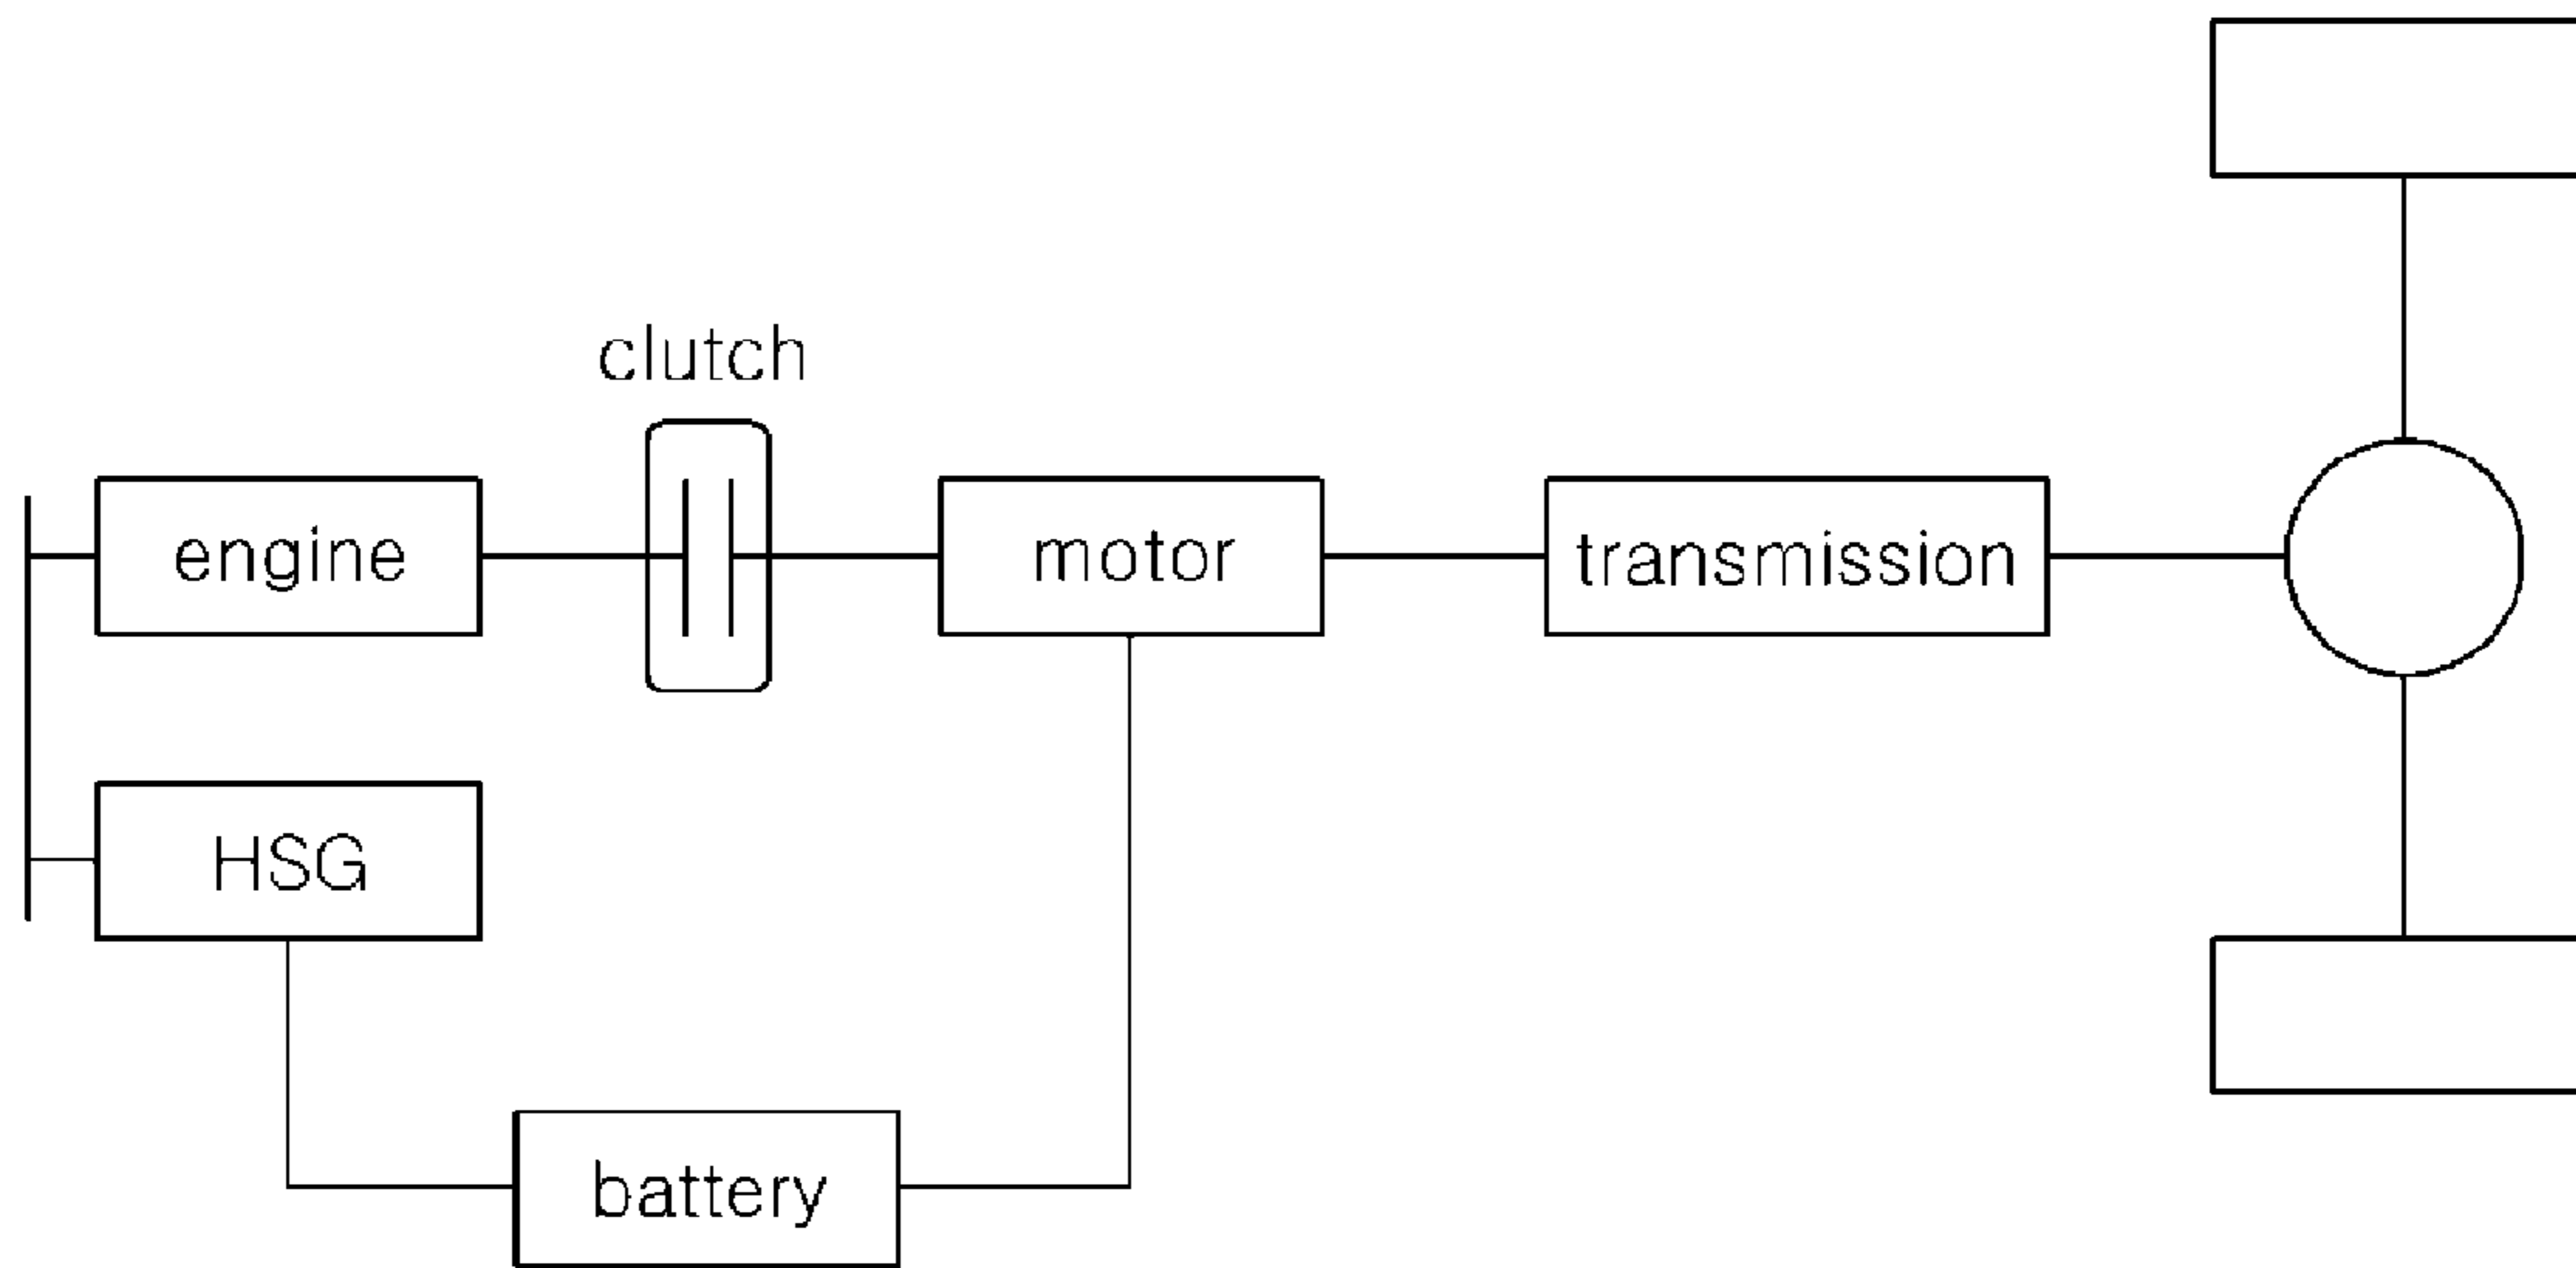 clutch
engine
motor
transmission
HSG
battery